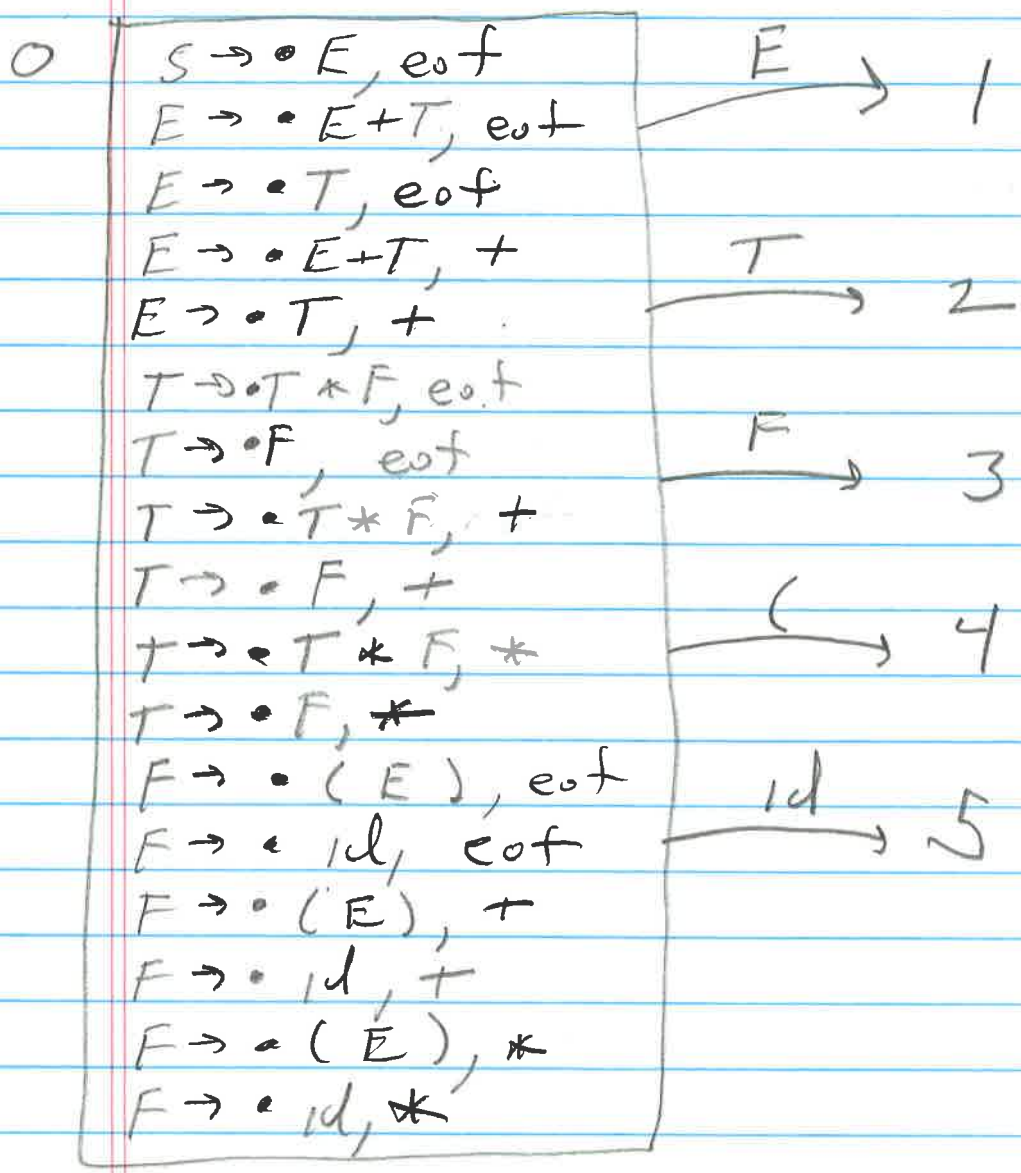 0
S → • E, eof
E → • E+T, eof
E → • T, eof
E → • E+T, +
E → • T, +
T → •T * F, eof
T → •F, eof
T → • T * F, +
T → • F, +
T → • T * F, *
T → • F, *
F → • (E), eof
F → • id, eof
F → • (E), +
F → • id, +
F → • (E), *
F → • id, *
E → 1
T → 2
F → 3
( → 4
id → 5